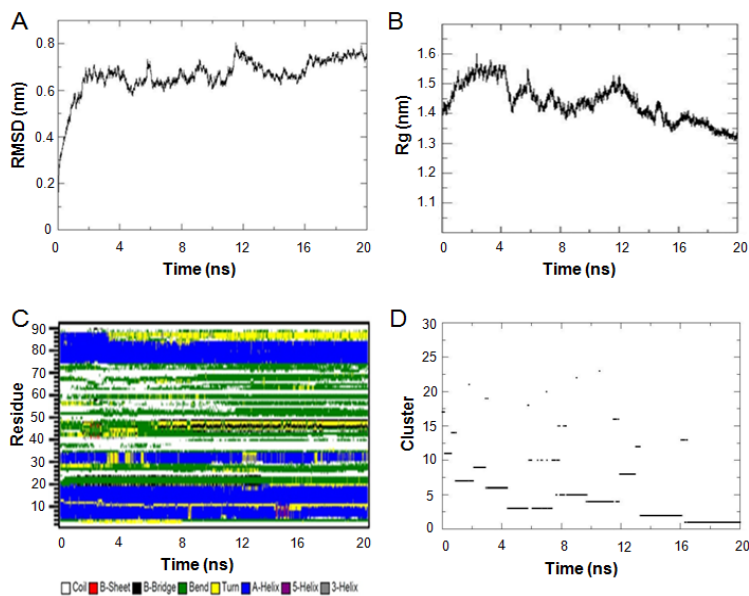 A
0.8
0.6
0.4
0.2
0
RMSD (nm)
0 4 8 12 16 20
Time (ns)
B
1.6
1.5
1.4
1.3
1.2
1.1
Rg (nm)
0 4 8 12 16 20
Time (ns)
C
90
80
70
60
50
40
30
20
10
Residue
0 4 8 12 16 20
Time (ns)
Coil B-Sheet B-Bridge Bend Turn A-Helix 5-Helix 3-Helix
D
30
25
20
15
10
5
0
Cluster
0 4 8 12 16 20
Time (ns)